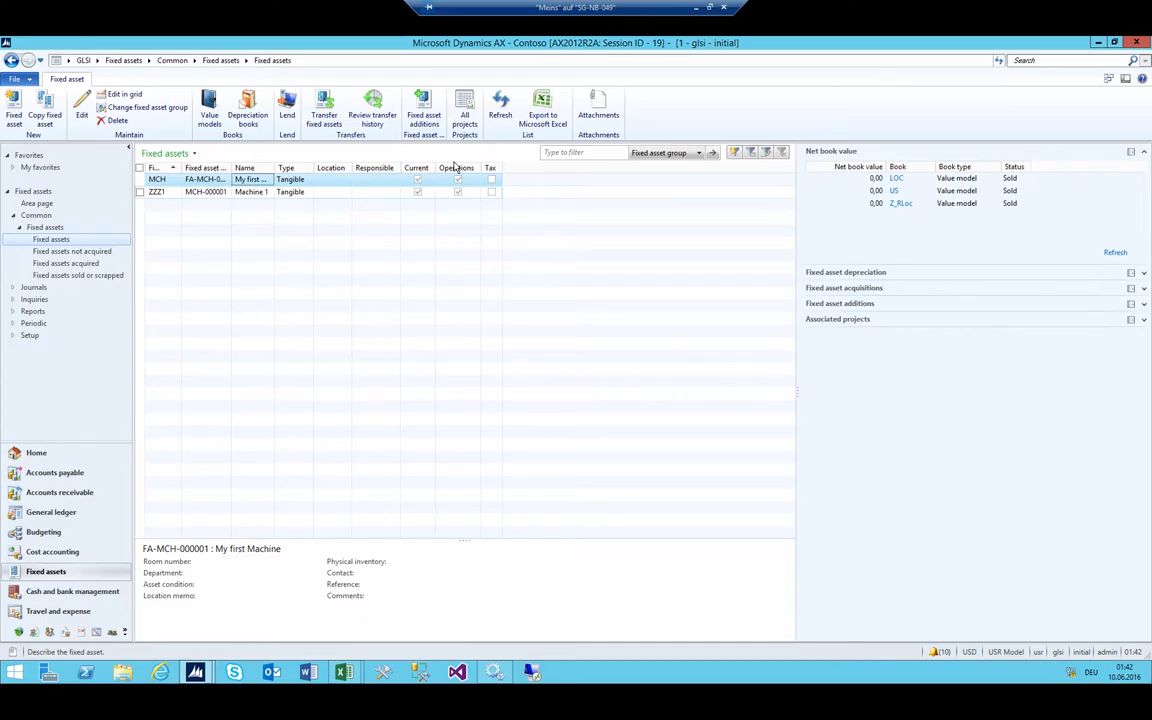 "Meins" auf "SG-NB-049"
Microsoft Dynamics AX - Contoso [AX2012R2A: Session ID - 19] - [1 - glsi - initial]
GLSI Fixed assets Common Fixed assets Fixed assets Search
File Fixed asset
Fixed asset
Copy fixed asset
Edit
Edit in grid
Change fixed asset group
Delete
Value models
Depreciation books
Lend
Transfer fixed assets
Review transfer history
Fixed asset additions
All projects
Refresh
Export to Microsoft Excel
Attachments
New Maintain Books Lend Transfers Fixed asset ... Projects List Attachments
Favorites
My favorites
Fixed assets
Area page
Common
Fixed assets
Fixed assets
Fixed assets not acquired
Fixed assets acquired
Fixed assets sold or scrapped
Journals
Inquiries
Reports
Periodic
Setup
Home
Accounts payable
Accounts receivable
General ledger
Budgeting
Cost accounting
Fixed assets
Cash and bank management
Travel and expense
Fixed assets Type to filter Fixed asset group
Fi... Fixed asset ... Name Type Location Responsible Current Operations Tax
MCH FA-MCH-0... My first ... Tangible
ZZZ1 MCH-000001 Machine 1 Tangible
FA-MCH-000001 : My first Machine
Room number: Physical inventory:
Department: Contact:
Asset condition: Reference:
Location memo: Comments:
Net book value
Net book value Book Book type Status
0,00 LOC Value model Sold
0,00 US Value model Sold
0,00 Z_RLoc Value model Sold
Refresh
Fixed asset depreciation
Fixed asset acquisitions
Fixed asset additions
Associated projects
Describe the fixed asset. (10) USD USR Model usr glsi initial admin 01:42
DEU 01:42
10.06.2016